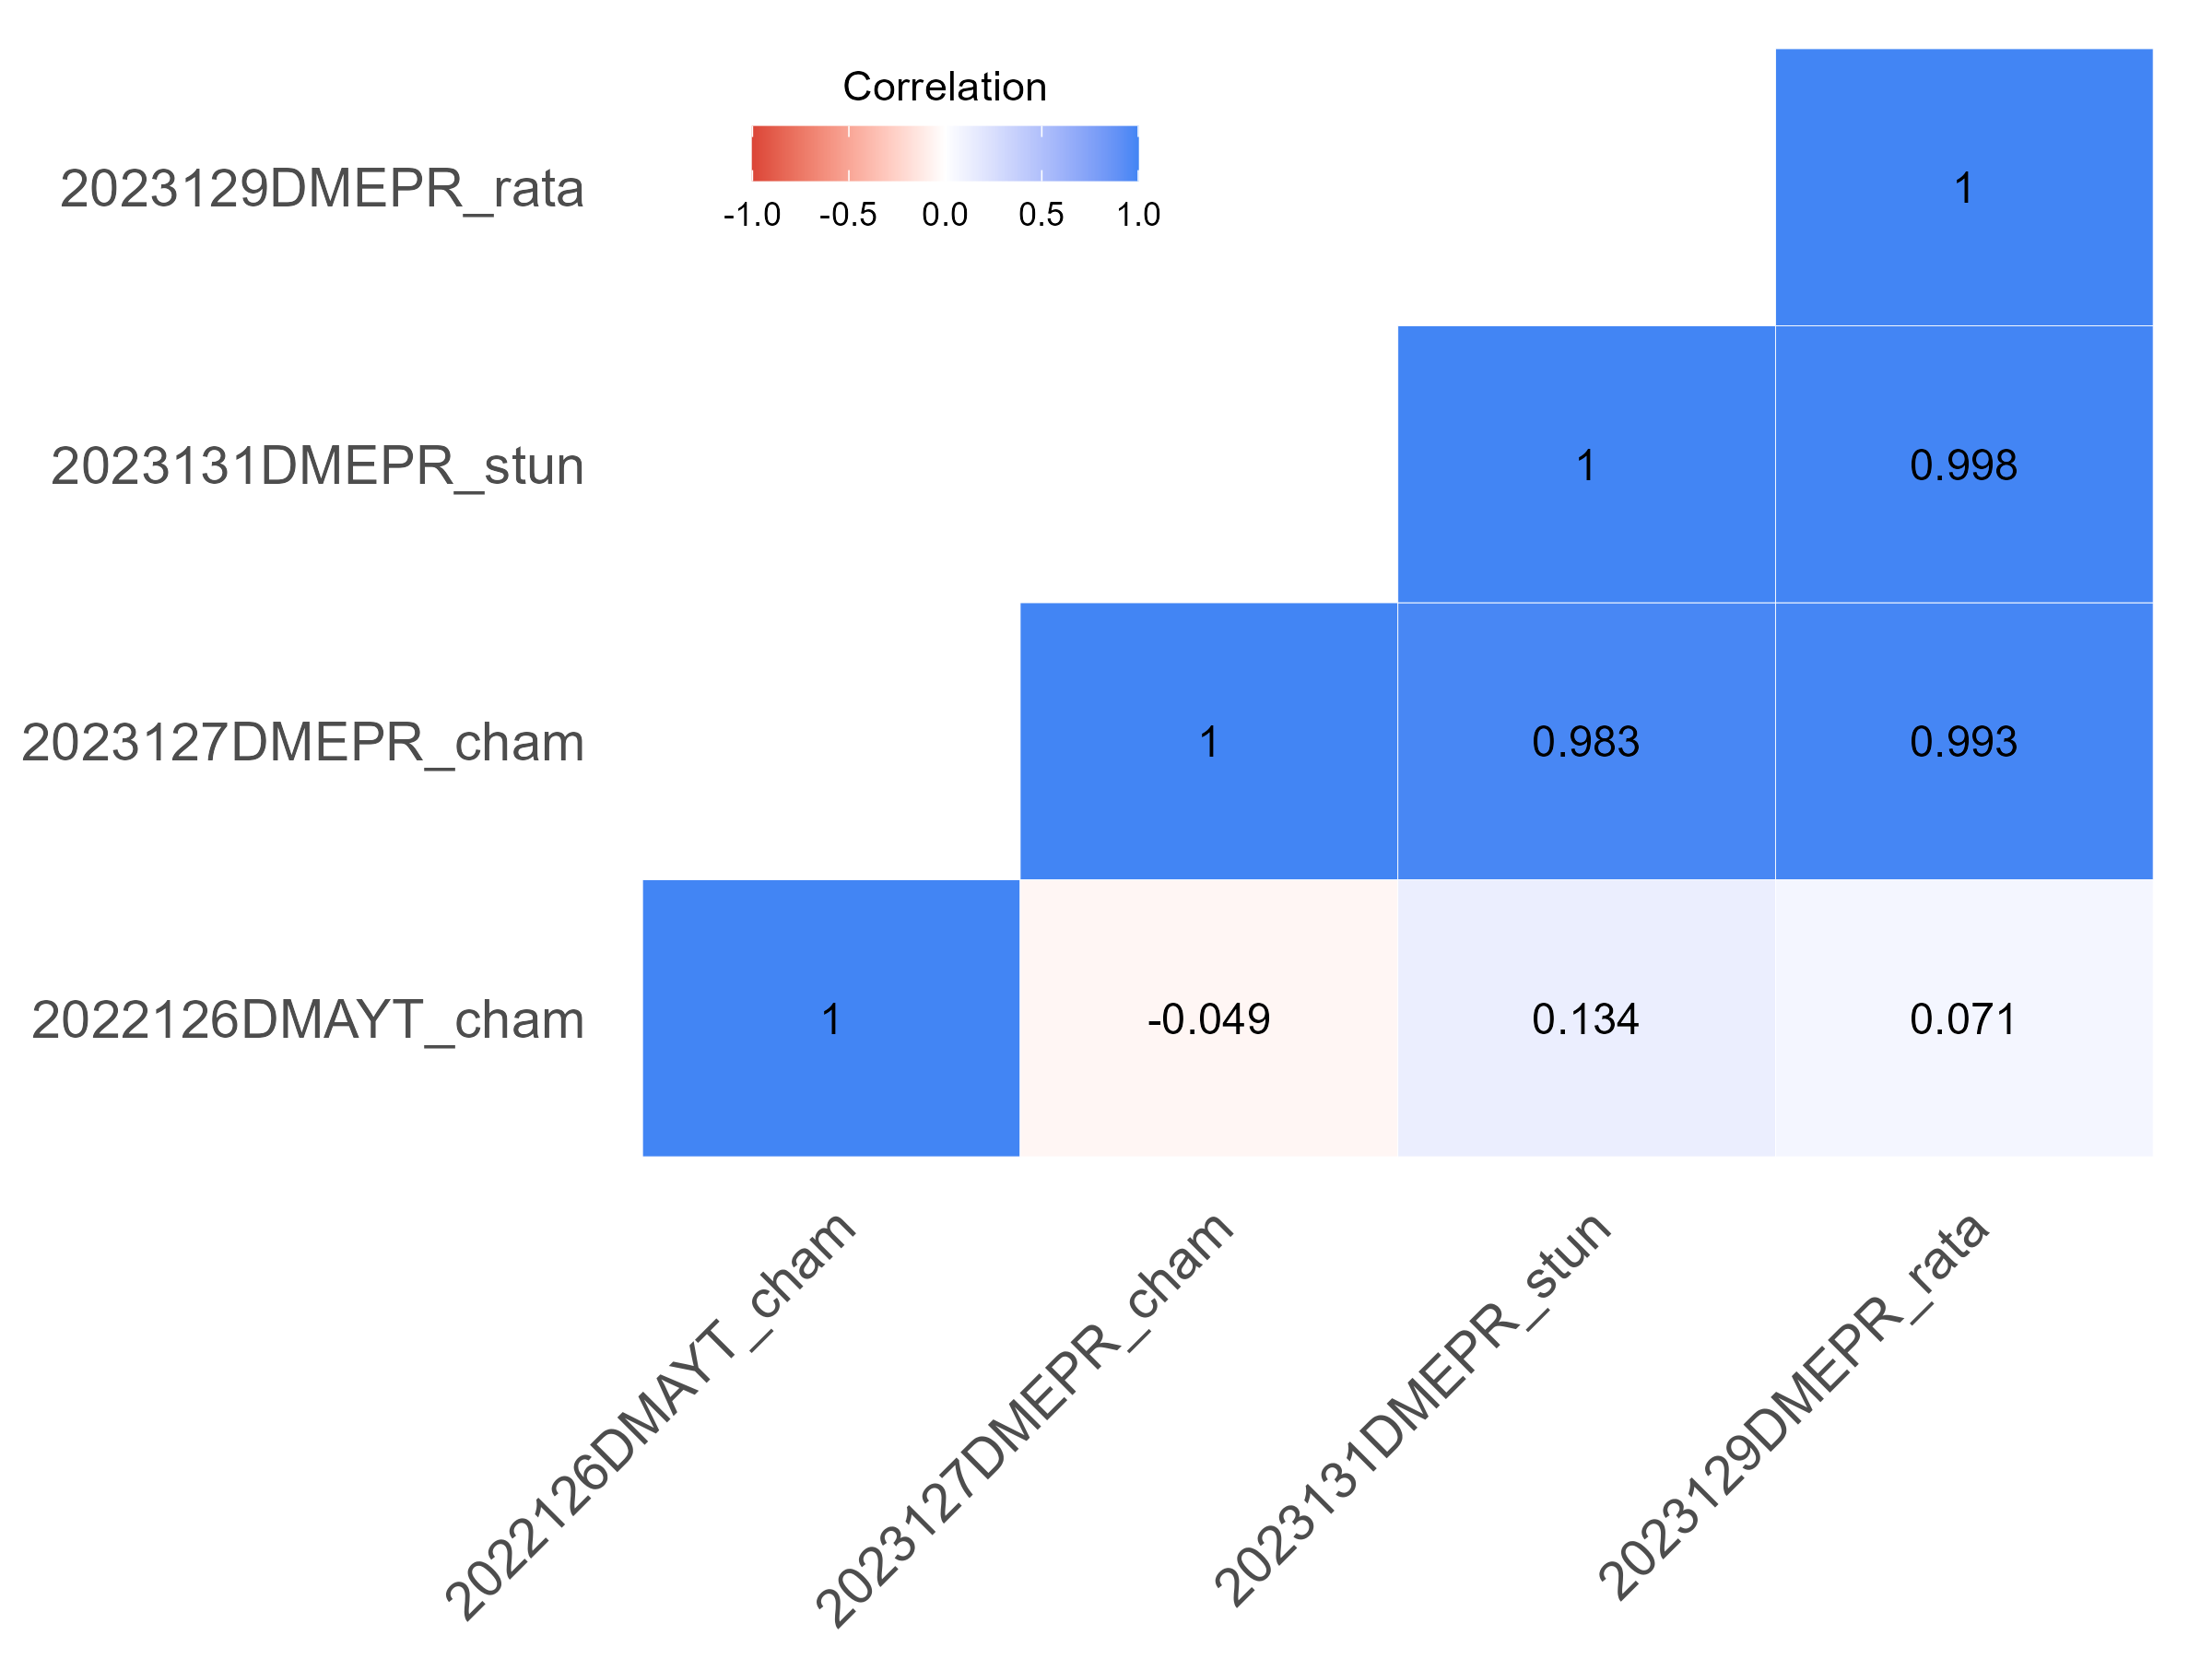 Correlation
-1.0 -0.5 0.0 0.5 1.0
2023129DMEPR_rata 1
2023131DMEPR_stun 1 0.998
2023127DMEPR_cham 1 0.983 0.993
2022126DMAYT_cham 1 -0.049 0.134 0.071
2022126DMAYT_cham 2023127DMEPR_cham 2023131DMEPR_stun 2023129DMEPR_rata